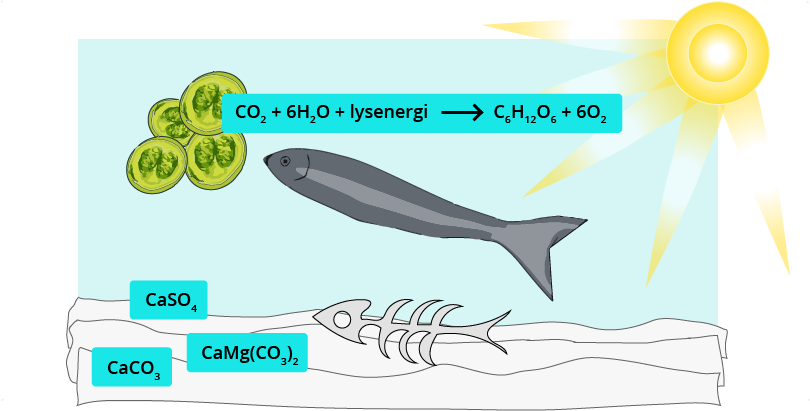 CO₂ + 6H₂O + lysenergi ⟶ C₆H₁₂O₆ + 6O₂
CaSO₄
CaMg(CO₃)₂
CaCO₃